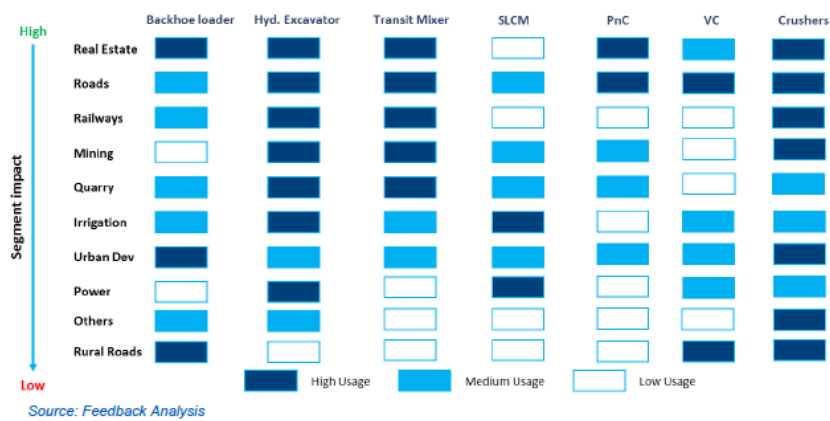 Backhoe loader Hyd. Excavator Transit Mixer SLCM PnC VC Crushers
High
Real Estate
Roads
Railways
Mining
Quarry
Irrigation
Urban Dev
Power
Others
Rural Roads
Segment impact
Low
High Usage Medium Usage Low Usage
Source: Feedback Analysis